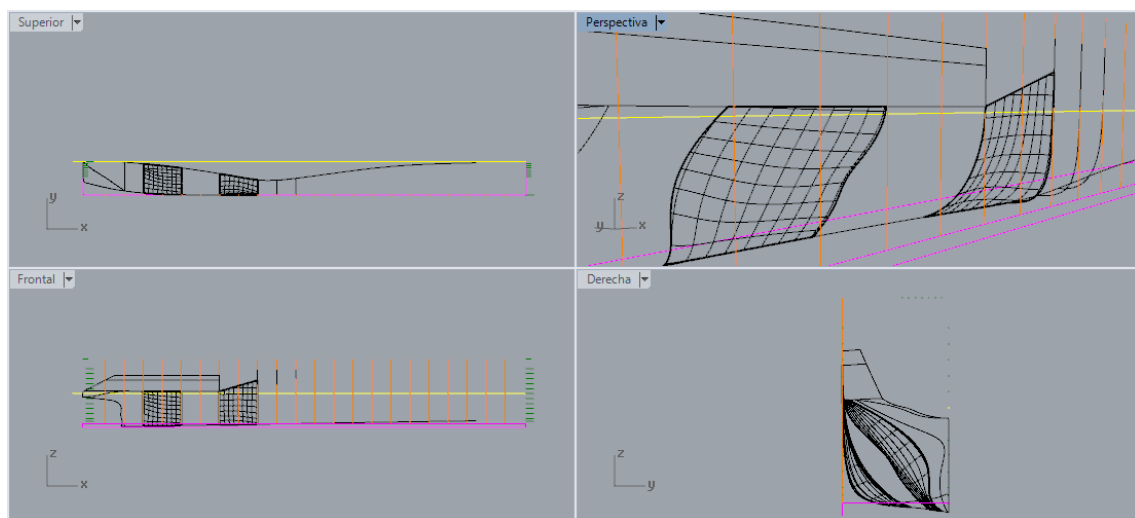 Superior
Perspectiva
y
x
z
y x
Frontal
Derecha
z
x
z
y